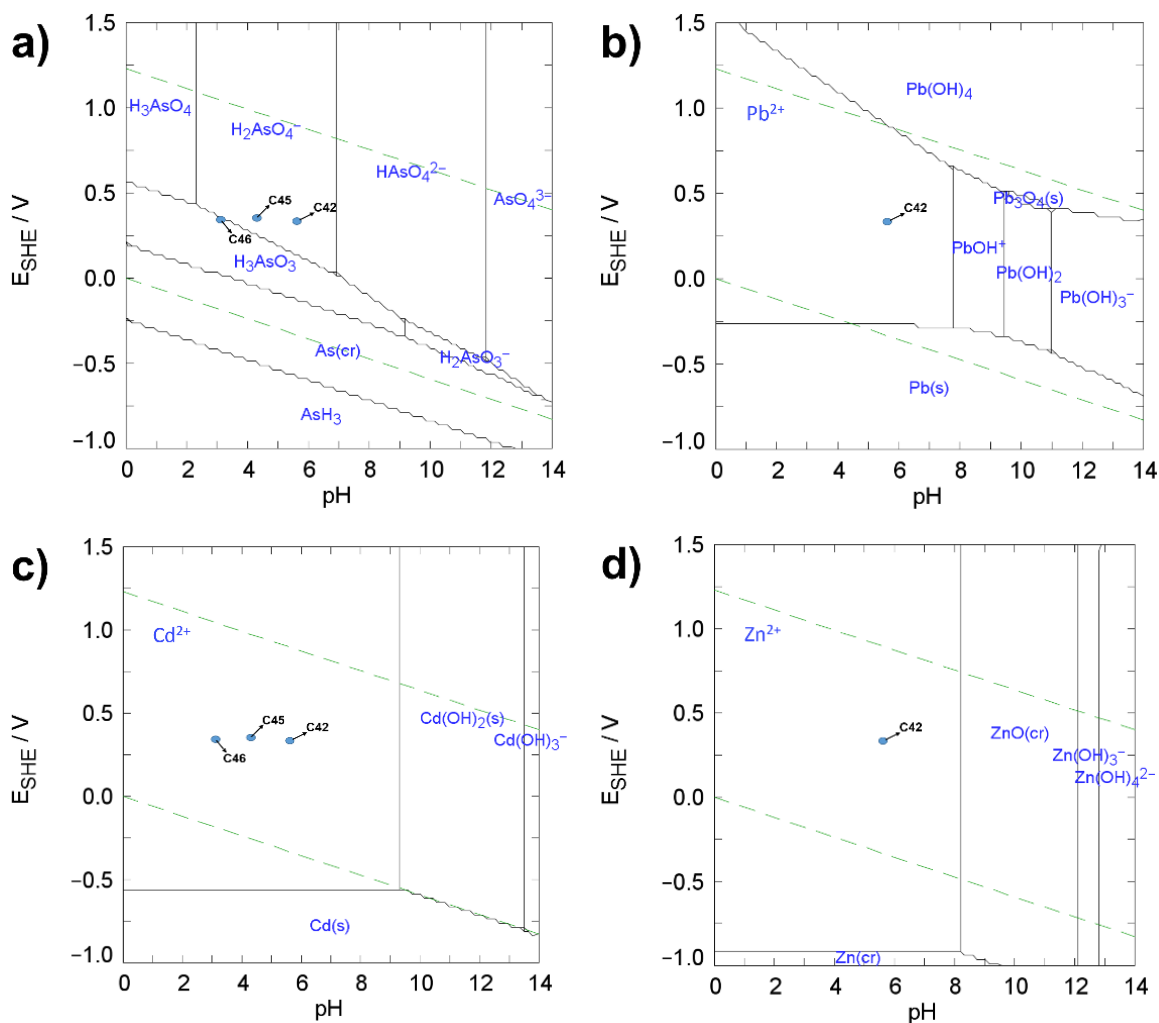 a)
1.5
1.0
0.5
0.0
−0.5
−1.0
E_SHE / V
H₃AsO₄
H₂AsO₄⁻
HAsO₄²⁻
AsO₄³⁻
C45
C42
C46
H₃AsO₃
As(cr)
H₂AsO₃⁻
AsH₃
0 2 4 6 8 10 12 14
pH
b)
1.5
1.0
0.5
0.0
−0.5
−1.0
E_SHE / V
Pb(OH)₄
Pb²⁺
Pb₃O₄(s)
C42
PbOH⁺
Pb(OH)₂
Pb(OH)₃⁻
Pb(s)
0 2 4 6 8 10 12 14
pH
c)
1.5
1.0
0.5
0.0
−0.5
−1.0
E_SHE / V
Cd²⁺
C45
C42
C46
Cd(OH)₂(s)
Cd(OH)₃⁻
Cd(s)
0 2 4 6 8 10 12 14
pH
d)
1.5
1.0
0.5
0.0
−0.5
−1.0
E_SHE / V
Zn²⁺
C42
ZnO(cr)
Zn(OH)₃⁻
Zn(OH)₄²⁻
Zn(cr)
0 2 4 6 8 10 12 14
pH